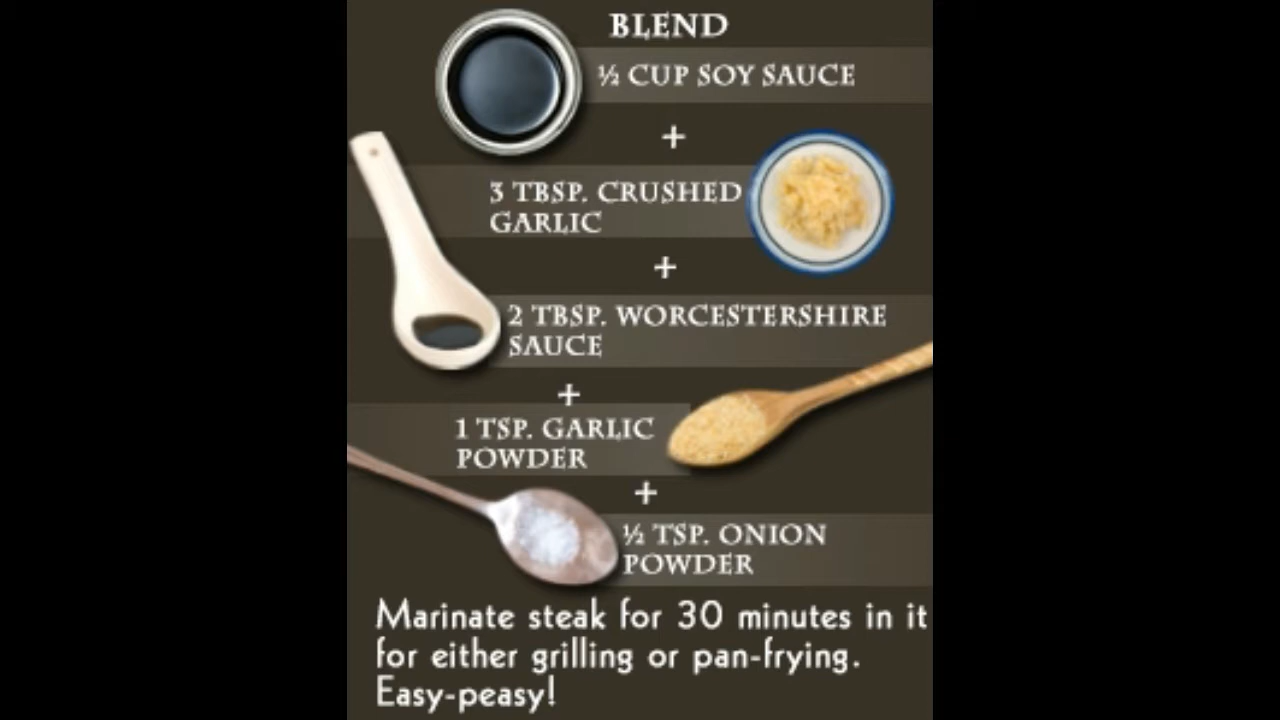 BLEND
½ CUP SOY SAUCE
+
3 TBSP. CRUSHED
GARLIC
+
2 TBSP. WORCESTERSHIRE
SAUCE
+
1 TSP. GARLIC
POWDER
+
½ TSP. ONION
POWDER
Marinate steak for 30 minutes in it
for either grilling or pan-frying.
Easy-peasy!